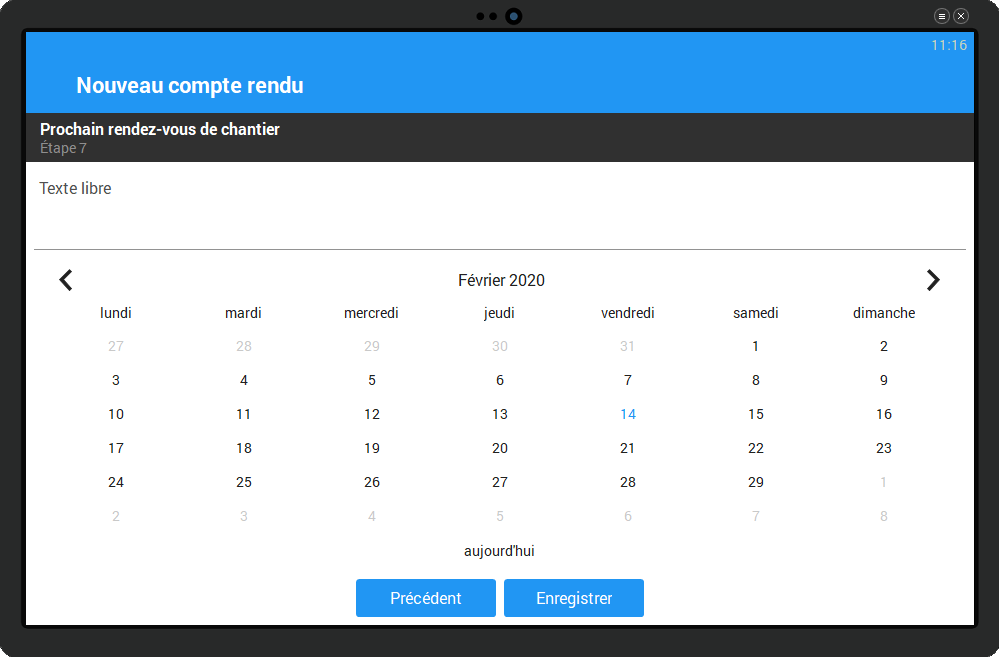 11:16
Nouveau compte rendu
Prochain rendez-vous de chantier
Étape 7
Texte libre
Février 2020
lundi mardi mercredi jeudi vendredi samedi dimanche
27 28 29 30 31 1 2
3 4 5 6 7 8 9
10 11 12 13 14 15 16
17 18 19 20 21 22 23
24 25 26 27 28 29 1
2 3 4 5 6 7 8
aujourd'hui
Précédent Enregistrer